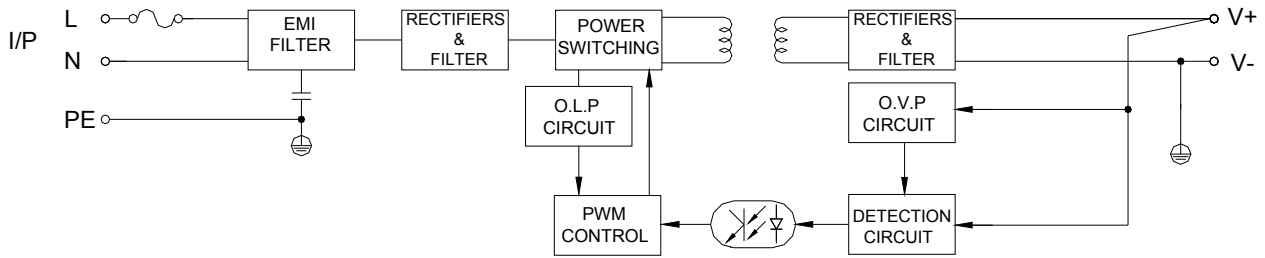 I/P
L
N
PE
EMI
FILTER
RECTIFIERS
&
FILTER
POWER
SWITCHING
RECTIFIERS
&
FILTER
V+
V-
O.L.P
CIRCUIT
O.V.P
CIRCUIT
PWM
CONTROL
DETECTION
CIRCUIT